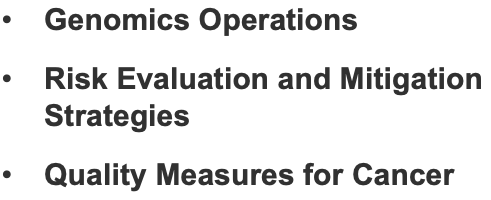 • Genomics Operations
• Risk Evaluation and Mitigation
Strategies
• Quality Measures for Cancer